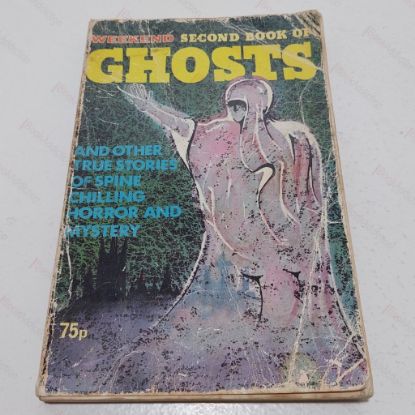 WEEKEND SECOND BOOK OF
GHOSTS
AND OTHER
TRUE STORIES
OF SPINE
CHILLING
HORROR AND
MYSTERY
75p